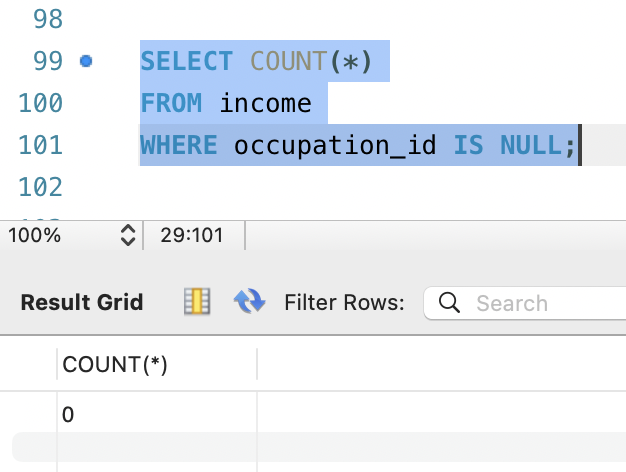 98
99 SELECT COUNT(*)
100 FROM income
101 WHERE occupation_id IS NULL;
102
100% 29:101
Result Grid Filter Rows: Search
COUNT(*)
0